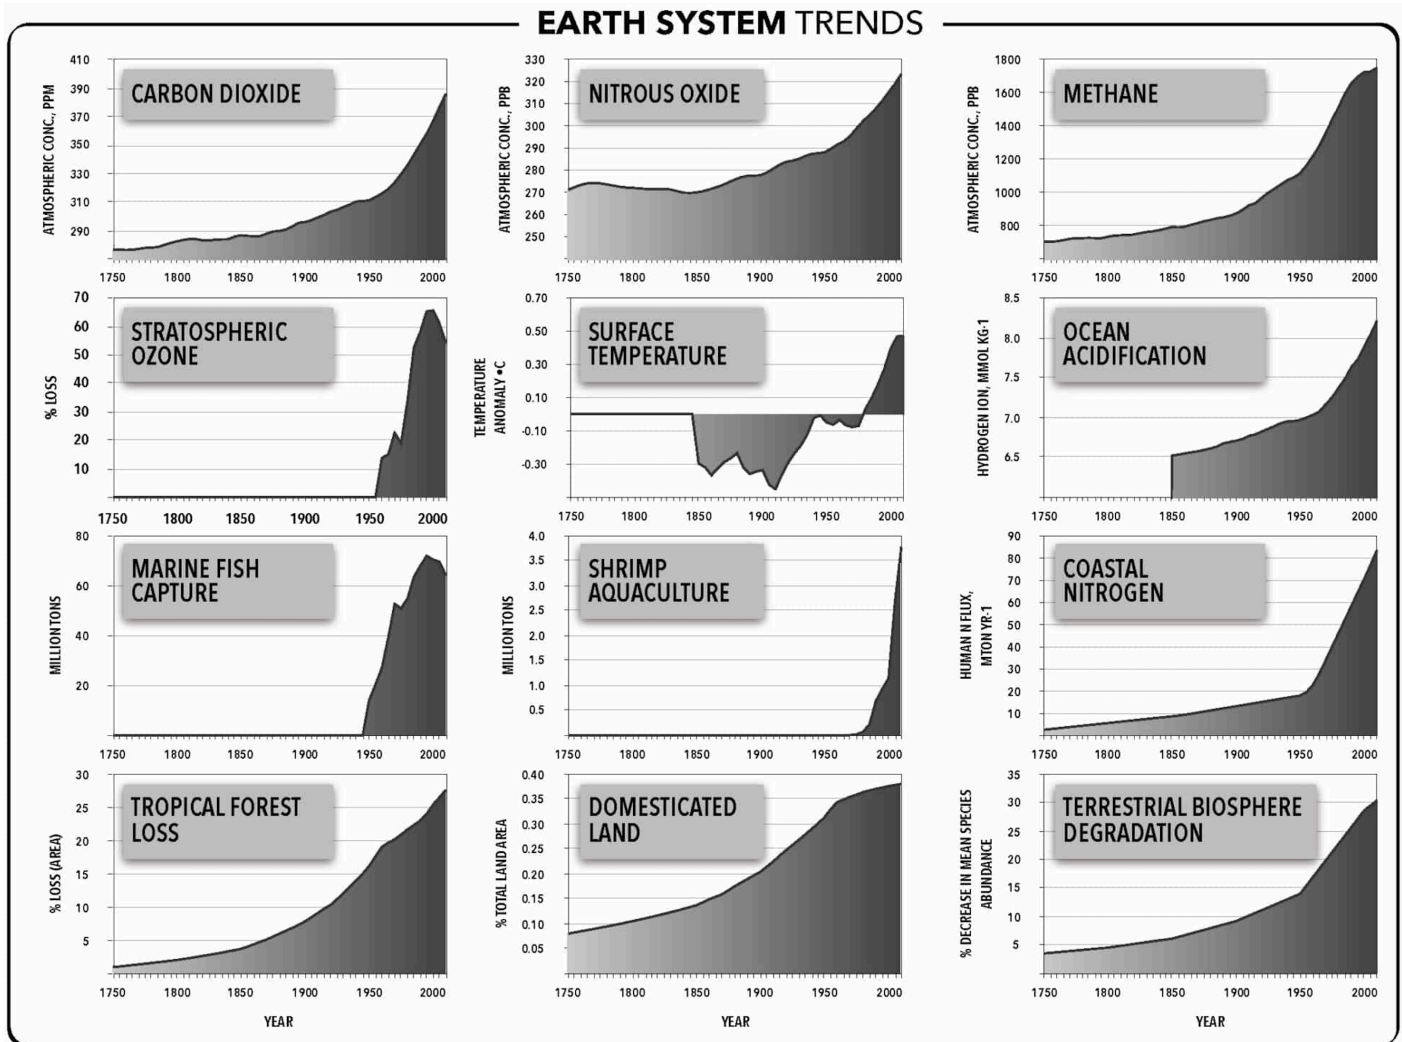 EARTH SYSTEM TRENDS
CARBON DIOXIDE
ATMOSPHERIC CONC., PPM
410
390
370
350
330
310
290
1750 1800 1850 1900 1950 2000
NITROUS OXIDE
ATMOSPHERIC CONC., PPB
330
320
310
300
290
280
270
260
250
1750 1800 1850 1900 1950 2000
METHANE
ATMOSPHERIC CONC., PPB
1800
1600
1400
1200
1000
800
1750 1800 1850 1900 1950 2000
STRATOSPHERIC
OZONE
% LOSS
70
60
50
40
30
20
10
1750 1800 1850 1900 1950 2000
SURFACE
TEMPERATURE
TEMPERATURE
ANOMALY •C
0.70
0.50
0.30
0.10
-0.10
-0.30
1750 1800 1850 1900 1950 2000
OCEAN
ACIDIFICATION
HYDROGEN ION, MMOL KG-1
8.5
8.0
7.5
7.0
6.5
1750 1800 1850 1900 1950 2000
MARINE FISH
CAPTURE
MILLION TONS
80
60
40
20
1750 1800 1850 1900 1950 2000
SHRIMP
AQUACULTURE
MILLION TONS
4.0
3.5
3.0
2.5
2.0
1.5
1.0
0.5
1750 1800 1850 1900 1950 2000
COASTAL
NITROGEN
HUMAN N FLUX,
MTON YR-1
90
80
70
60
50
40
30
20
10
1750 1800 1850 1900 1950 2000
TROPICAL FOREST
LOSS
% LOSS (AREA)
30
25
20
15
10
5
1750 1800 1850 1900 1950 2000
YEAR
DOMESTICATED
LAND
% TOTAL LAND AREA
0.40
0.35
0.30
0.25
0.20
0.15
0.10
0.05
1750 1800 1850 1900 1950 2000
YEAR
TERRESTRIAL BIOSPHERE
DEGRADATION
% DECREASE IN MEAN SPECIES
ABUNDANCE
35
30
25
20
15
10
5
1750 1800 1850 1900 1950 2000
YEAR